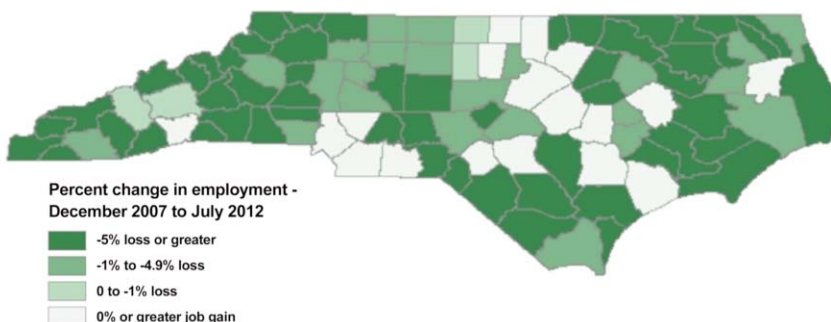 Percent change in employment -
December 2007 to July 2012
-5% loss or greater
-1% to -4.9% loss
0 to -1% loss
0% or greater job gain